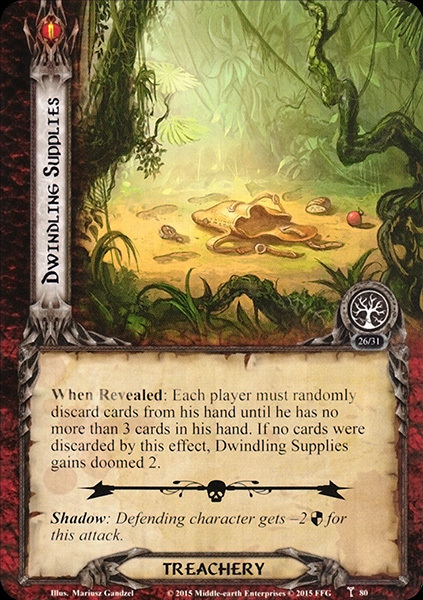 DWINDLING SUPPLIES
26/31
When Revealed: Each player must randomly
discard cards from his hand until he has no
more than 3 cards in his hand. If no cards were
discarded by this effect, Dwindling Supplies
gains doomed 2.
Shadow: Defending character gets –2 for
this attack.
TREACHERY
Illus. Mariusz Gandzel © 2015 Middle-earth Enterprises © 2015 FFG 80